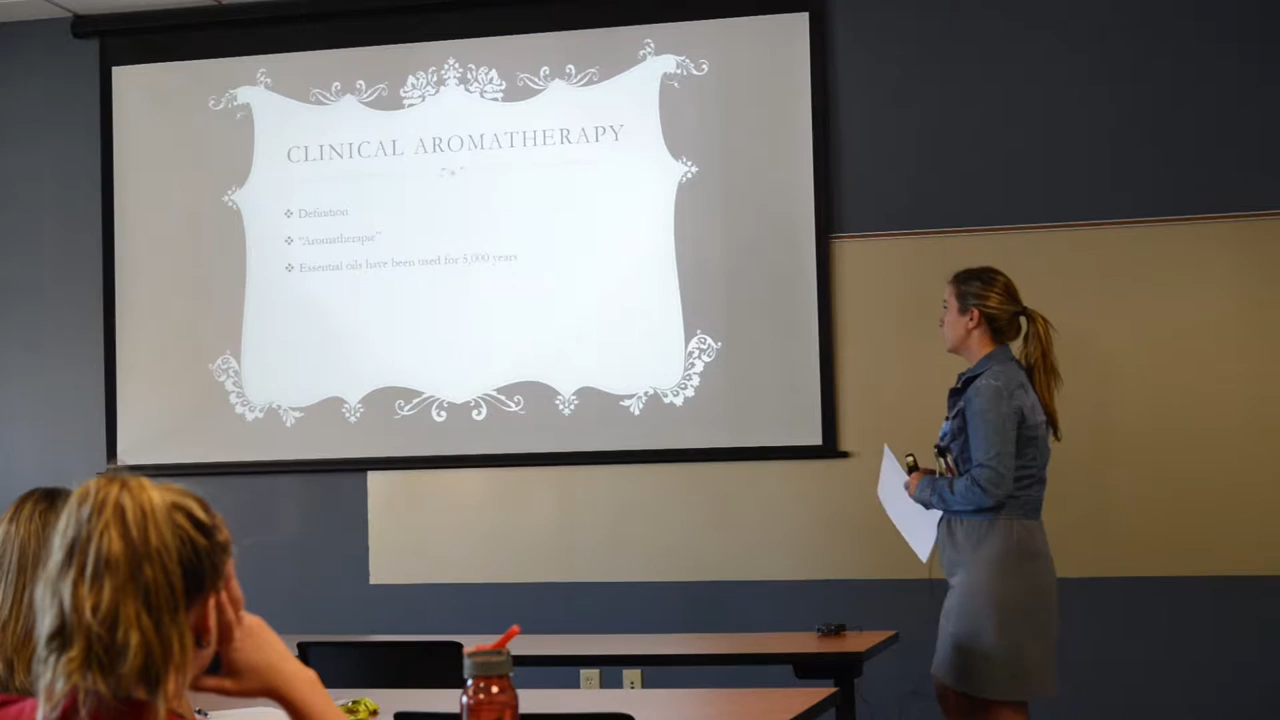 CLINICAL AROMATHERAPY
❖ Definition
❖ "Aromatherapie"
❖ Essential oils have been used for 5,000 years